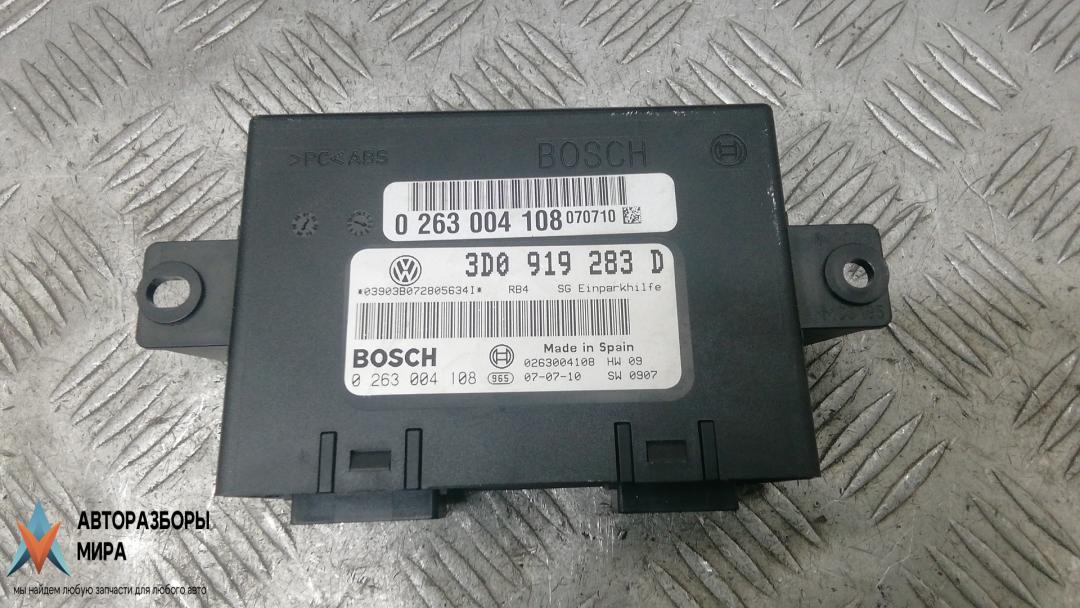 >PC<ABS
BOSCH
0 263 004 108 070710
3D0 919 283 D
*03903B072805634I* RB4 SG Einparkhilfe
BOSCH Made in Spain
0263004108 HW 09
0 263 004 108 965 07-07-10 SW 0907
АВТОРАЗБОРЫ
МИРА
мы найдем любую запчасти для любого авто